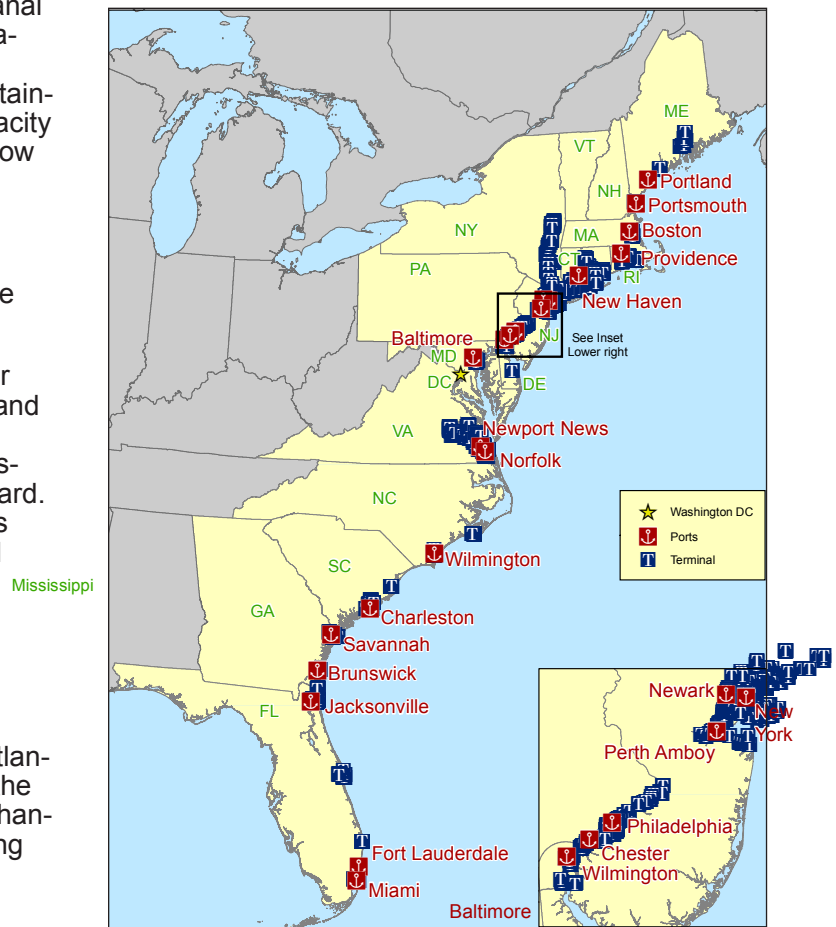 anal
a-
tain-
acity
ow
e
r
and
s-
ard.
s
l
Mississippi
tlan-
he
han-
ng
ME
VT
NH
Portland
Portsmouth
NY
MA
Boston
CT
Providence
RI
PA
New Haven
NJ
See Inset
Lower right
Baltimore
MD
DC
DE
VA
Newport News
Norfolk
NC
Washington DC
Ports
Terminal
Wilmington
SC
GA
Charleston
Savannah
Brunswick
FL
Jacksonville
Fort Lauderdale
Miami
Newark
New
York
Perth Amboy
Philadelphia
Chester
Wilmington
Baltimore